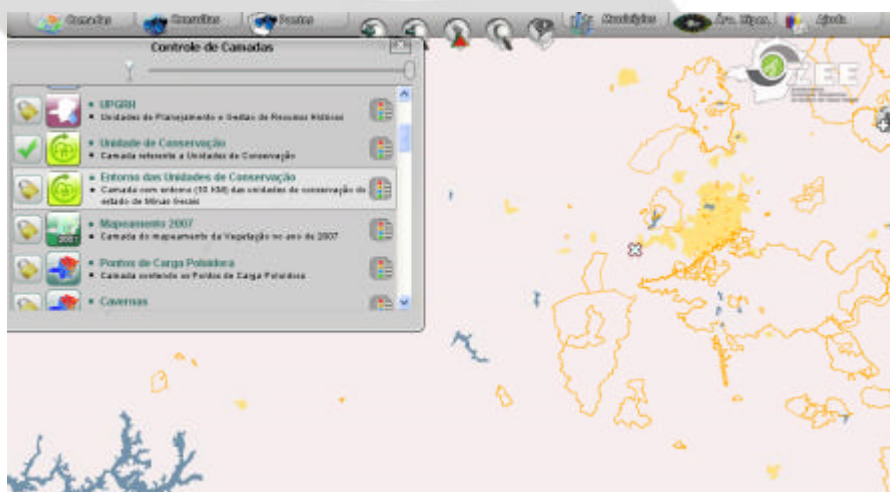 Camadas
Consultas
Pontos
Municípios
Ajuda
Controle de Camadas
ZEE
UPGRH
Unidades de Planejamento e Gestão de Recursos Hídricos
Unidade de Conservação
Camada referente a Unidades de Conservação
Entorno das Unidades de Conservação
Camada com entorno (10 KM) das unidades de conservação do
estado de Minas Gerais
Mapeamento 2007
Camada do mapeamento da Vegetação no ano de 2007
2007
Pontos de Carga Poluidora
Camada contendo os Pontos de Carga Poluidora
Cavernas